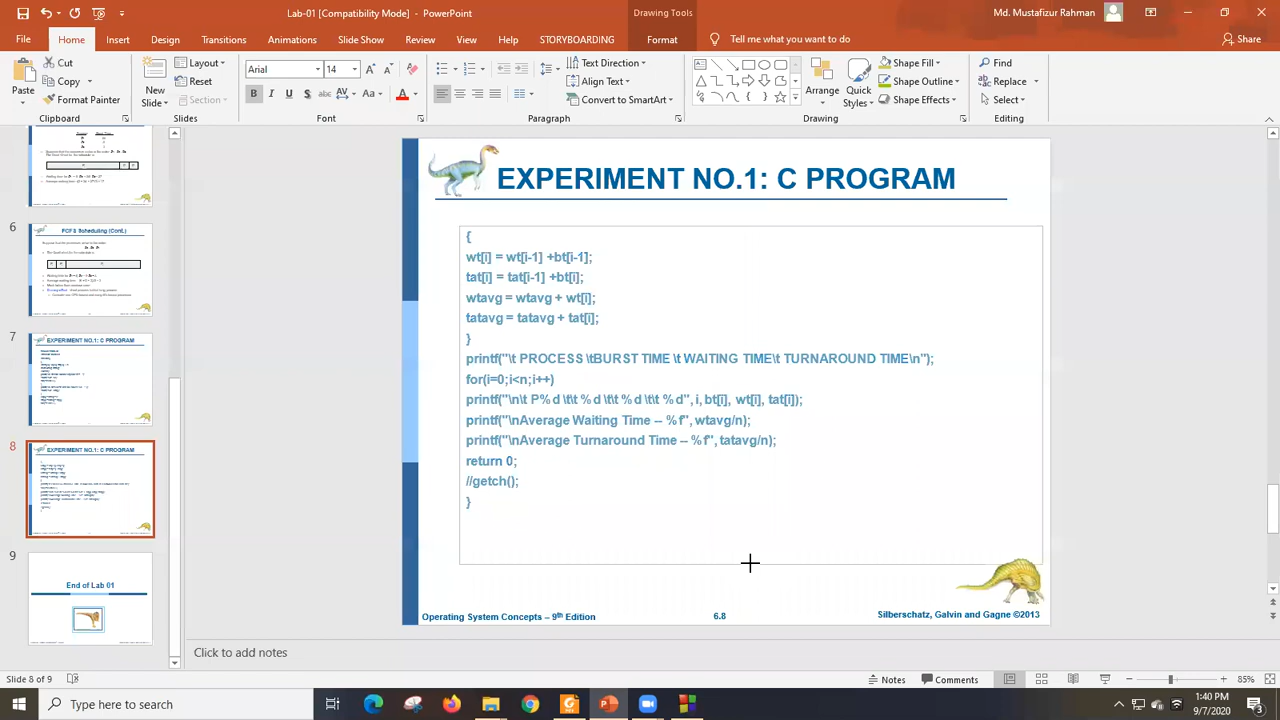 Lab-01 [Compatibility Mode] - PowerPoint
Drawing Tools
Md. Mustafizur Rahman
File Home Insert Design Transitions Animations Slide Show Review View Help STORYBOARDING Format Tell me what you want to do Share
Paste
Cut
Copy
Format Painter
Clipboard
New Slide
Layout
Reset
Section
Slides
Arial 14
B I U S abc AV Aa A
Font
Text Direction
Align Text
Convert to SmartArt
Paragraph
Arrange
Quick Styles
Shape Fill
Shape Outline
Shape Effects
Drawing
Find
Replace
Select
Editing
6
FCFS Scheduling (Cont.)
7
EXPERIMENT NO.1: C PROGRAM
8
EXPERIMENT NO.1: C PROGRAM
9
End of Lab 01
EXPERIMENT NO.1: C PROGRAM
{
wt[i] = wt[i-1] +bt[i-1];
tat[i] = tat[i-1] +bt[i];
wtavg = wtavg + wt[i];
tatavg = tatavg + tat[i];
}
printf("\t PROCESS \tBURST TIME \t WAITING TIME\t TURNAROUND TIME\n");
for(i=0;i<n;i++)
printf("\n\t P%d \t\t %d \t\t %d \t\t %d", i, bt[i], wt[i], tat[i]);
printf("\nAverage Waiting Time -- %f", wtavg/n);
printf("\nAverage Turnaround Time -- %f", tatavg/n);
return 0;
//getch();
}
Operating System Concepts – 9th Edition
6.8
Silberschatz, Galvin and Gagne ©2013
Click to add notes
Slide 8 of 9
Notes
Comments
85%
Type here to search
1:40 PM
9/7/2020
3